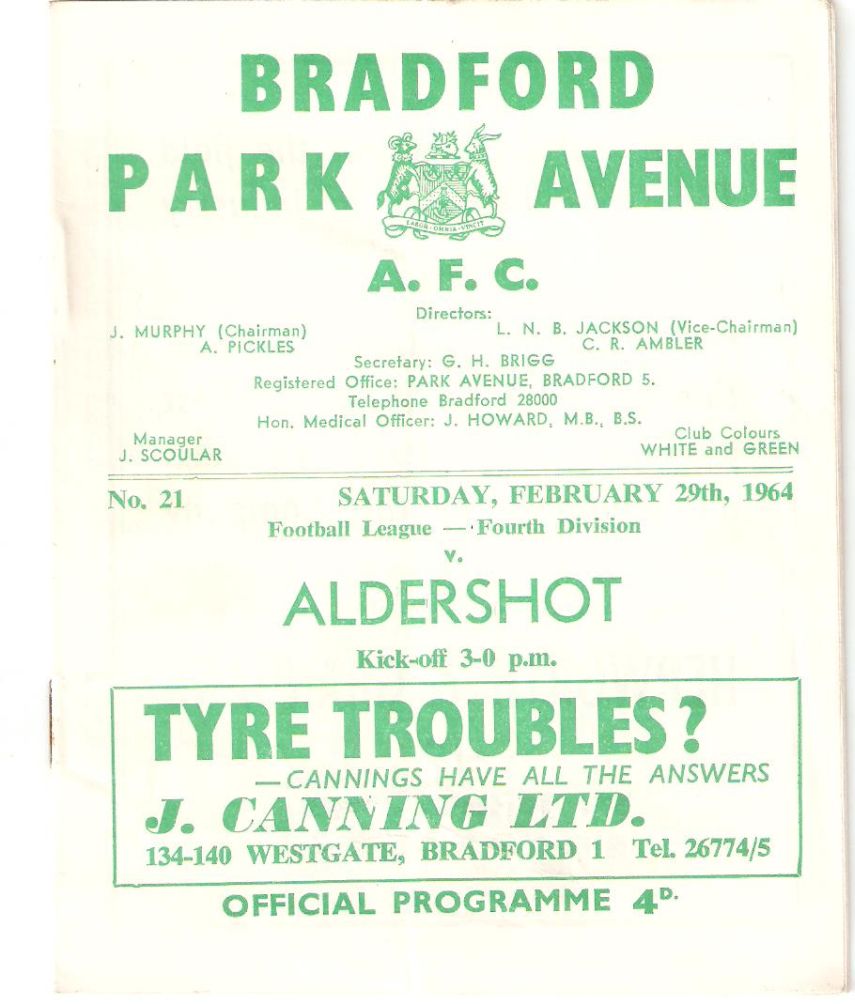 BRADFORD
PARK AVENUE
LABOR · OMNIA · VINCIT
A. F. C.
Directors:
J. MURPHY (Chairman) L. N. B. JACKSON (Vice-Chairman)
A. PICKLES C. R. AMBLER
Secretary: G. H. BRIGG
Registered Office: PARK AVENUE, BRADFORD 5.
Telephone Bradford 28000
Hon. Medical Officer: J. HOWARD, M.B., B.S.
Manager Club Colours
J. SCOULAR WHITE and GREEN
No. 21 SATURDAY, FEBRUARY 29th, 1964
Football League — Fourth Division
v.
ALDERSHOT
Kick-off 3-0 p.m.
TYRE TROUBLES?
— CANNINGS HAVE ALL THE ANSWERS
J. CANNING LTD.
134-140 WESTGATE, BRADFORD 1 Tel. 26774/5
OFFICIAL PROGRAMME 4D.